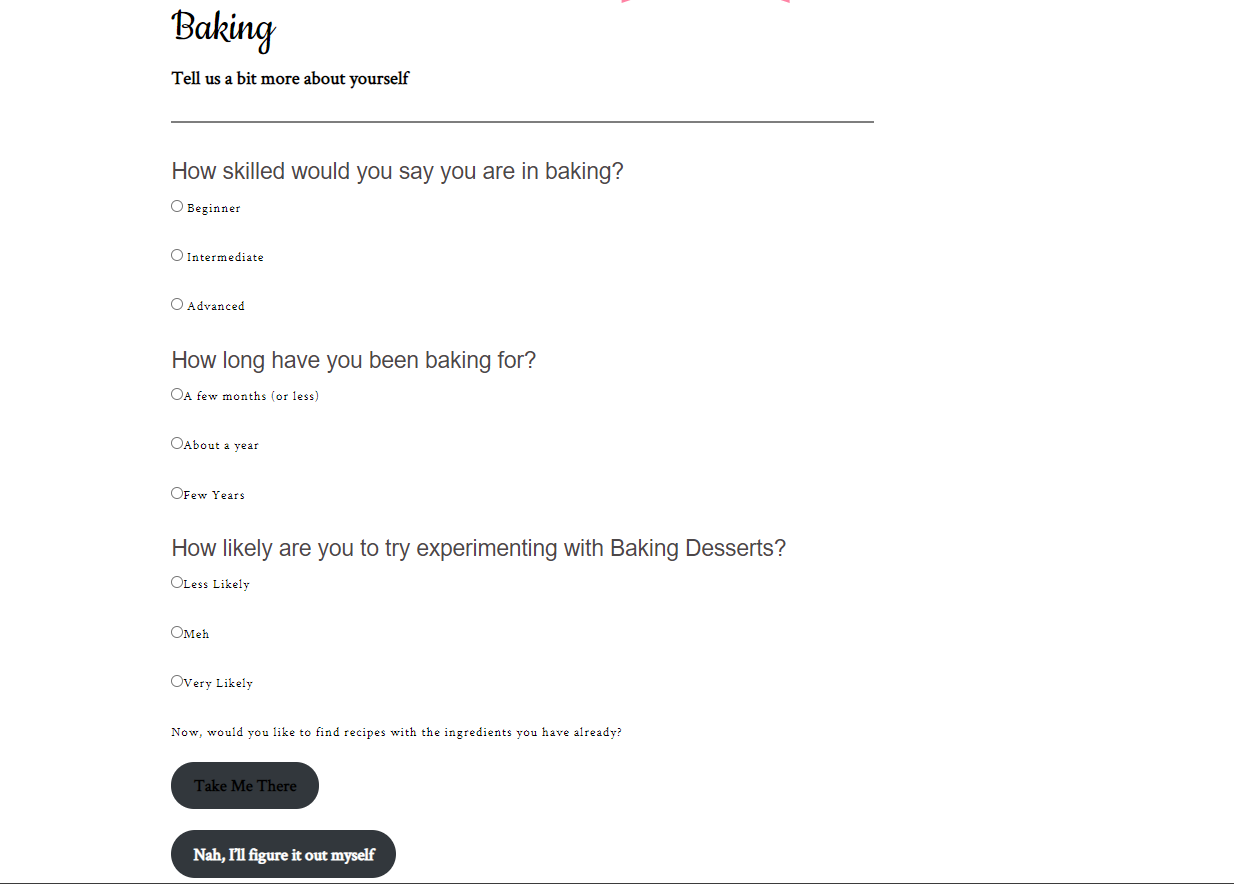 Baking
Tell us a bit more about yourself
How skilled would you say you are in baking?
Beginner
Intermediate
Advanced
How long have you been baking for?
A few months (or less)
About a year
Few Years
How likely are you to try experimenting with Baking Desserts?
Less Likely
Meh
Very Likely
Now, would you like to find recipes with the ingredients you have already?
Take Me There
Nah, I'll figure it out myself